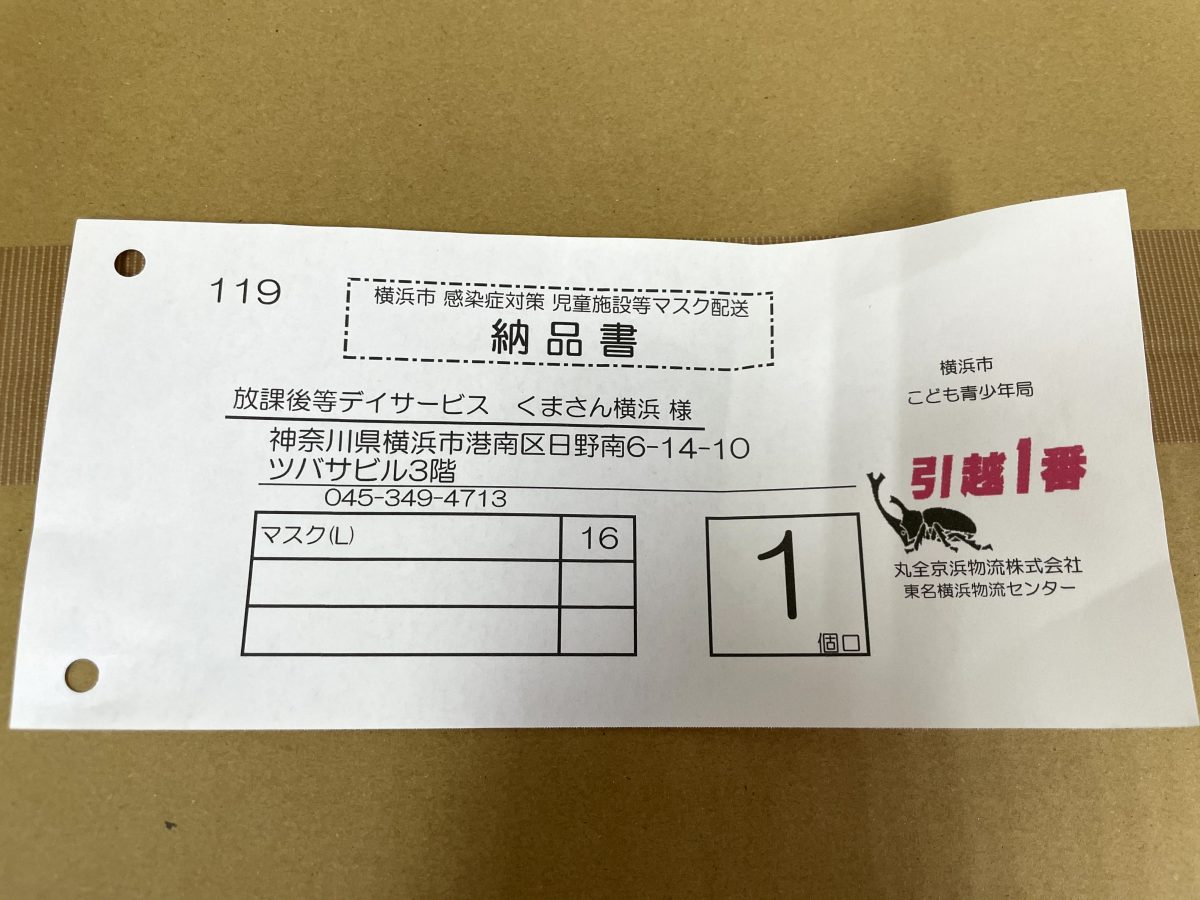 119
横浜市 感染症対策 児童施設等マスク配送
納品書
放課後等デイサービス くまさん横浜 様
神奈川県横浜市港南区日野南6-14-10
ツバサビル3階
045-349-4713
マスク(L) 16
1
個口
横浜市
こども青少年局
引越1番
丸全京浜物流株式会社
東名横浜物流センター